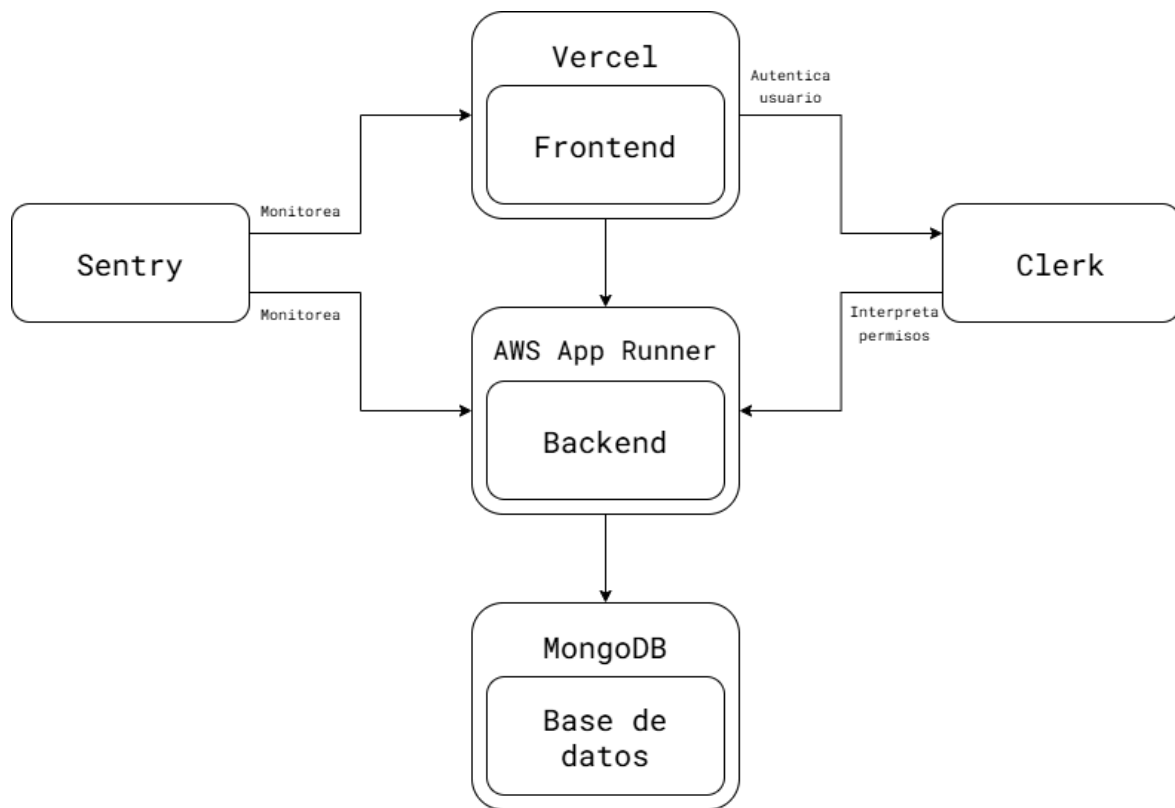 Vercel
Frontend
Autentica
usuario
Monitorea
Sentry
Monitorea
Clerk
Interpreta
permisos
AWS App Runner
Backend
MongoDB
Base de
datos